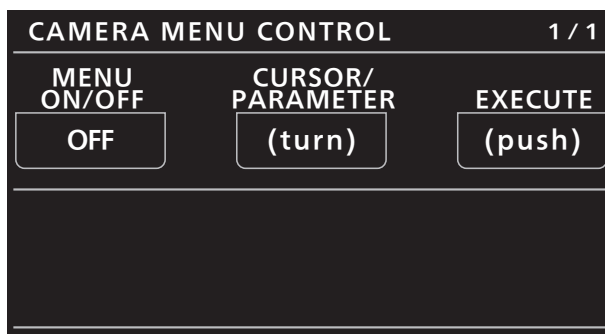 CAMERA MENU CONTROL 1/1
MENU ON/OFF
CURSOR/ PARAMETER
EXECUTE
OFF
(turn)
(push)